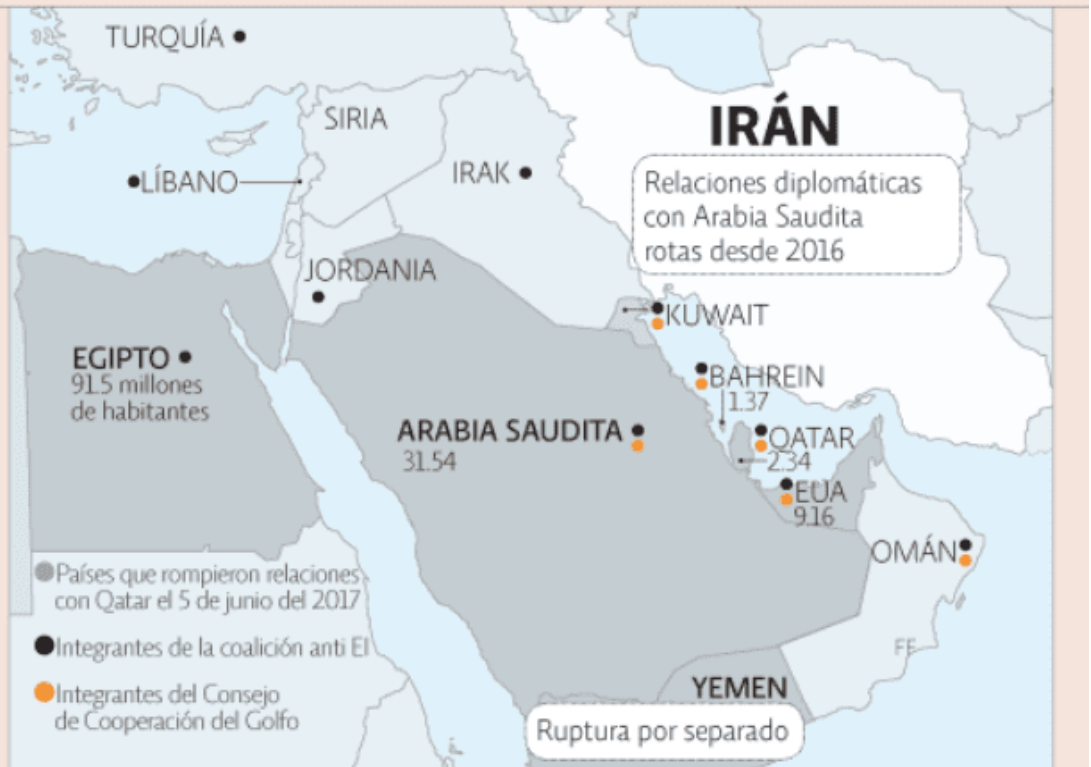 TURQUÍA
SIRIA
LÍBANO
IRAK
IRÁN
Relaciones diplomáticas
con Arabia Saudita
rotas desde 2016
JORDANIA
KUWAIT
EGIPTO
91.5 millones
de habitantes
BAHREIN
1.37
ARABIA SAUDITA
31.54
QATAR
2.34
EUA
9.16
OMÁN
Países que rompieron relaciones
con Qatar el 5 de junio del 2017
Integrantes de la coalición anti EI
Integrantes del Consejo
de Cooperación del Golfo
FF
YEMEN
Ruptura por separado